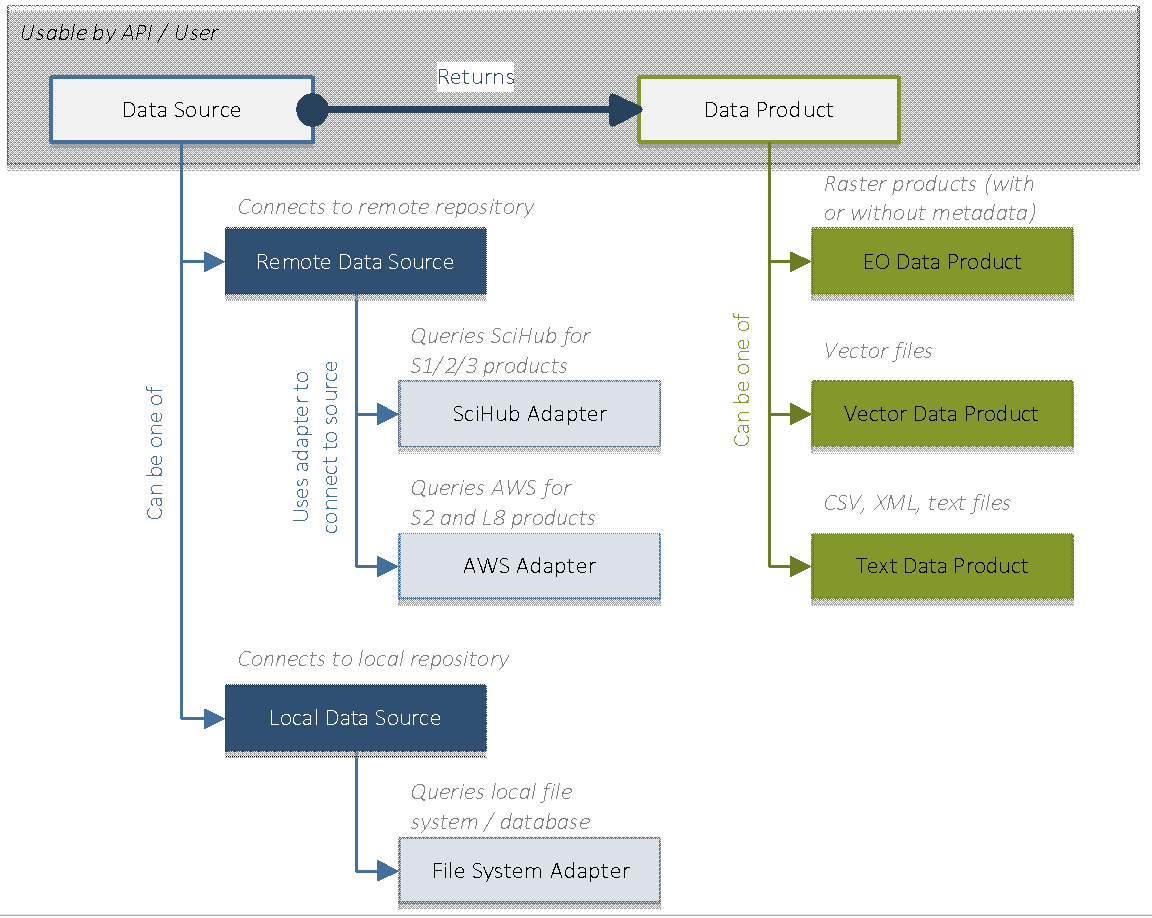 Usable by API / User
Returns
Data Source
Data Product
Connects to remote repository
Remote Data Source
Queries SciHub for
S1/2/3 products
SciHub Adapter
Queries AWS for
S2 and L8 products
AWS Adapter
Uses adapter to
connect to source
Can be one of
Connects to local repository
Local Data Source
Queries local file
system / database
File System Adapter
Raster products (with
or without metadata)
EO Data Product
Can be one of
Vector files
Vector Data Product
CSV, XML, text files
Text Data Product